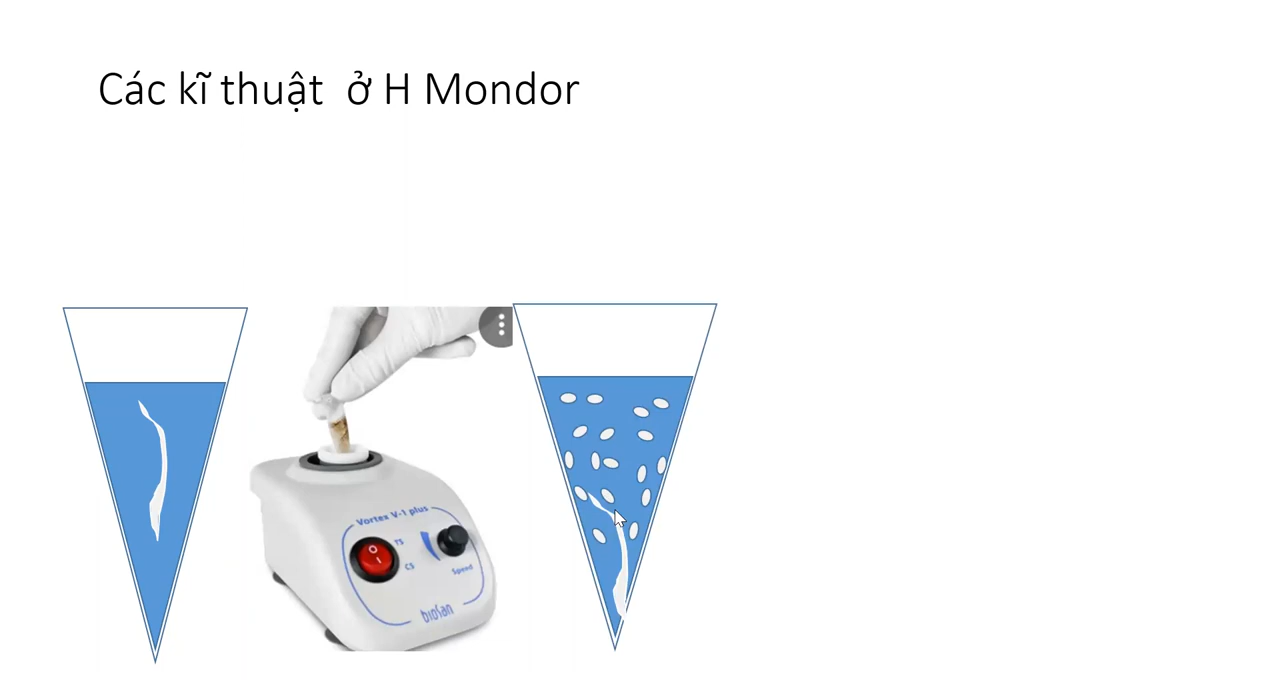 Các kĩ thuật ở H Mondor
Vortex V-1 plus
TS
CS
Speed
biosan